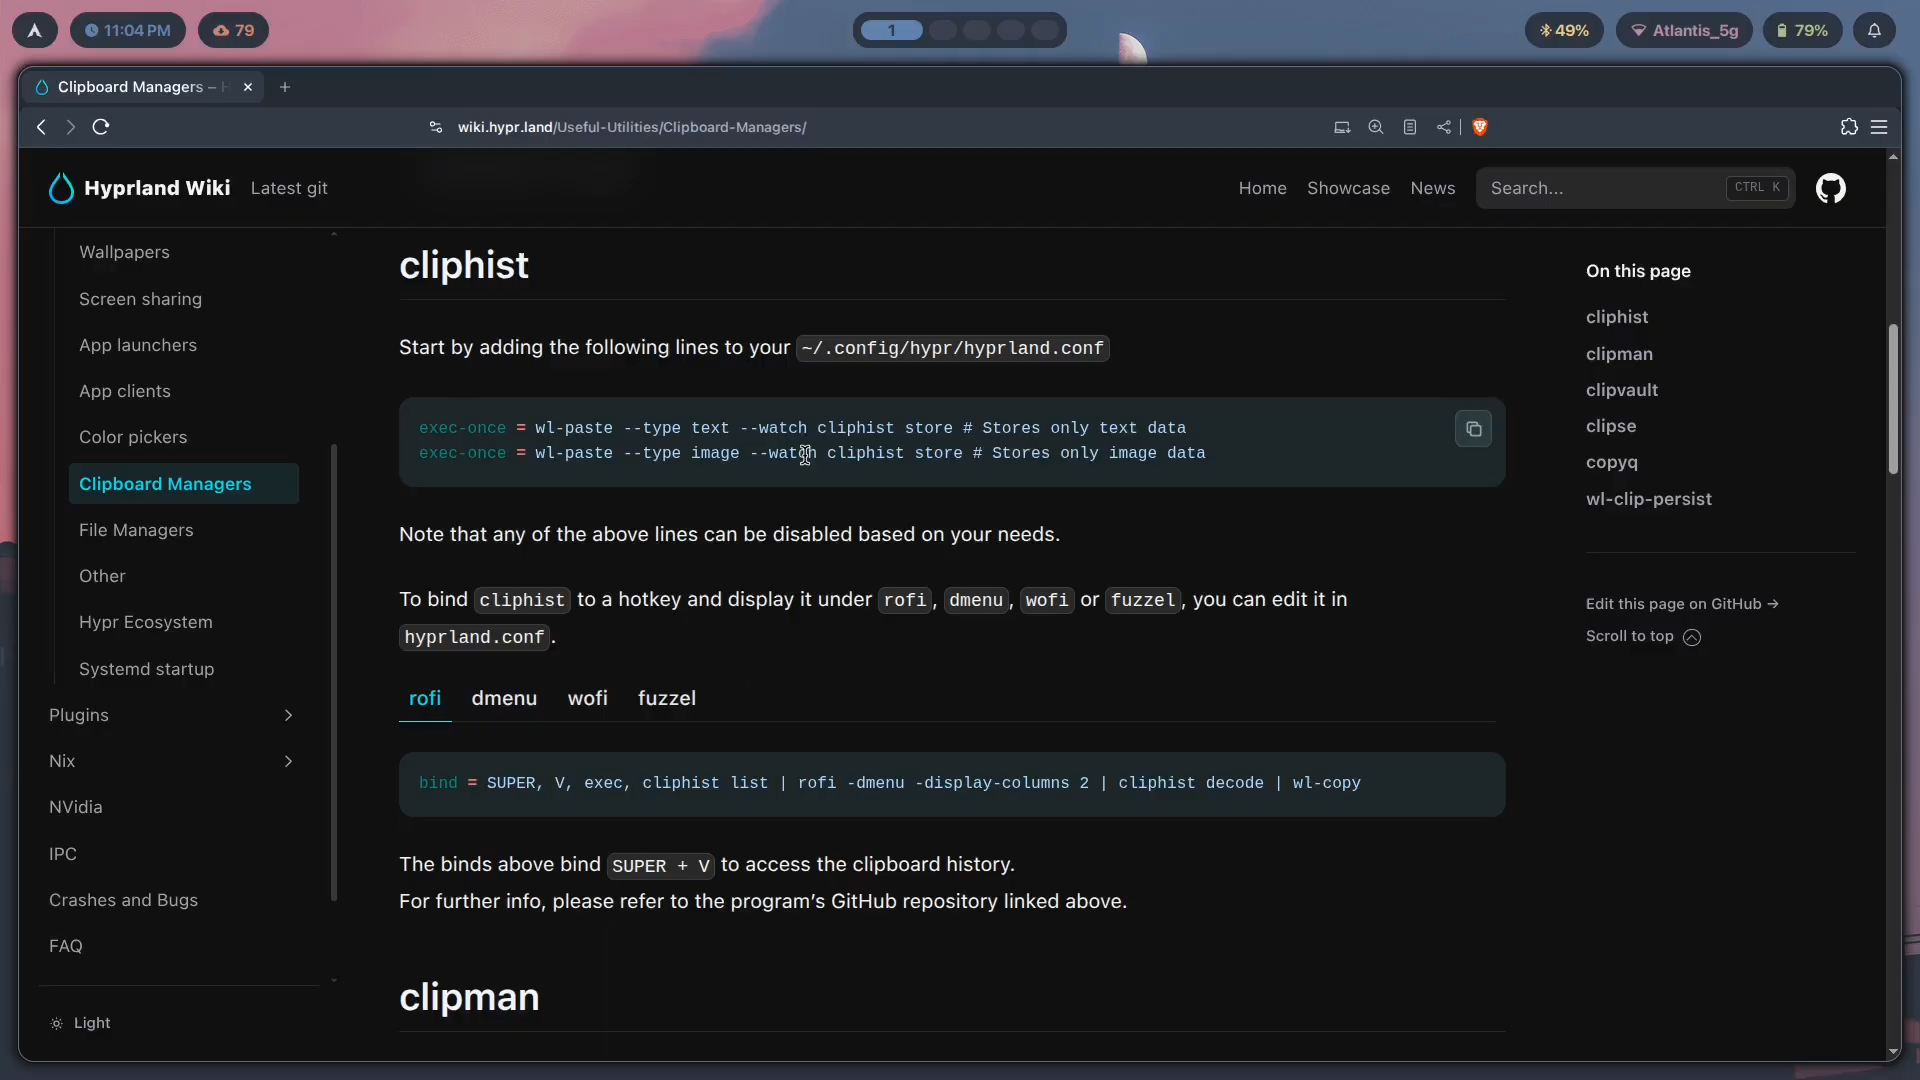 11:04 PM
79
1
49%
Atlantis_5g
79%
Clipboard Managers – H
wiki.hypr.land/Useful-Utilities/Clipboard-Managers/
Hyprland Wiki
Latest git
Home
Showcase
News
Search...
CTRL K
Wallpapers
Screen sharing
App launchers
App clients
Color pickers
Clipboard Managers
File Managers
Other
Hypr Ecosystem
Systemd startup
Plugins
Nix
NVidia
IPC
Crashes and Bugs
FAQ
Light
cliphist
Start by adding the following lines to your ~/.config/hypr/hyprland.conf
exec-once = wl-paste --type text --watch cliphist store # Stores only text data
exec-once = wl-paste --type image --watch cliphist store # Stores only image data
Note that any of the above lines can be disabled based on your needs.
To bind cliphist to a hotkey and display it under rofi, dmenu, wofi or fuzzel, you can edit it in
hyprland.conf.
rofi
dmenu
wofi
fuzzel
bind = SUPER, V, exec, cliphist list | rofi -dmenu -display-columns 2 | cliphist decode | wl-copy
The binds above bind SUPER + V to access the clipboard history.
For further info, please refer to the program’s GitHub repository linked above.
clipman
On this page
cliphist
clipman
clipvault
clipse
copyq
wl-clip-persist
Edit this page on GitHub →
Scroll to top